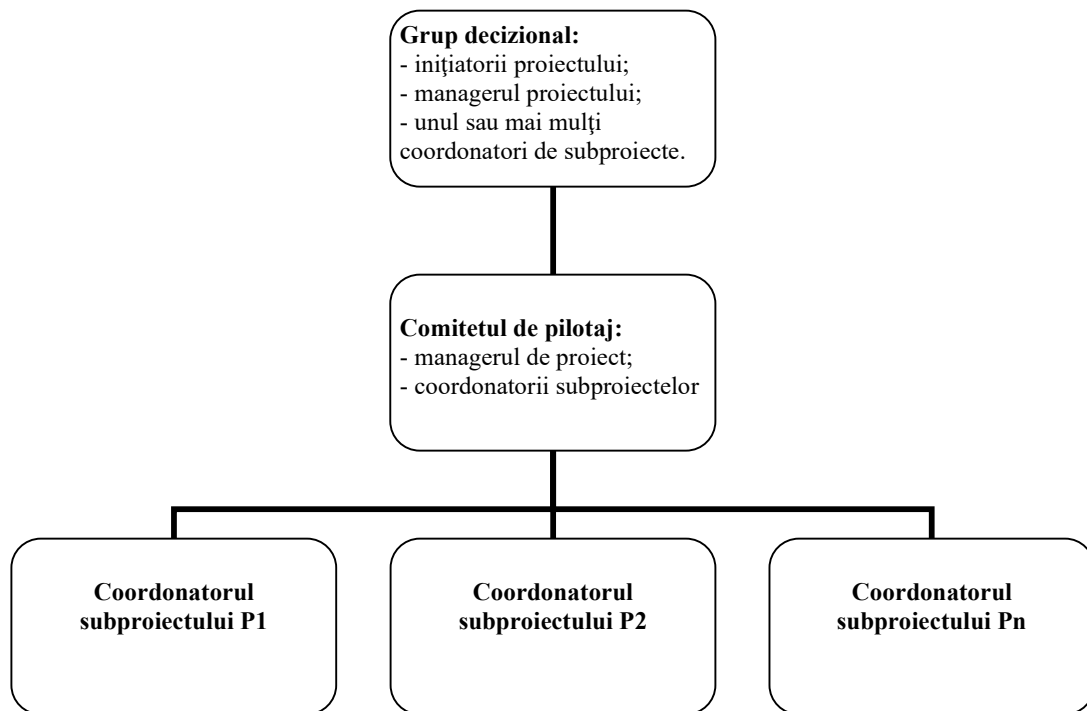 Grup decizional:
- iniţiatorii proiectului;
- managerul proiectului;
- unul sau mai mulţi
coordonatori de subproiecte.
Comitetul de pilotaj:
- managerul de proiect;
- coordonatorii subproiectelor
Coordonatorul
subproiectului P1
Coordonatorul
subproiectului P2
Coordonatorul
subproiectului Pn